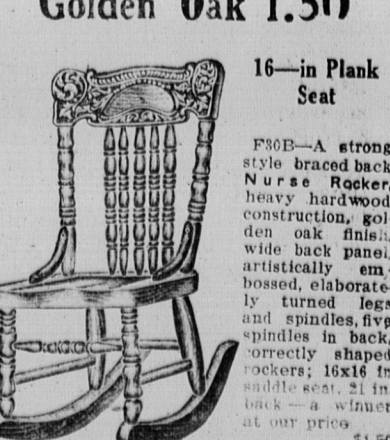 Golden Oak 1.50
16—in Plank
Seat
F30B—A strong
style braced back
Nurse Rocker,
heavy hardwood
construction, gol-
den oak finish,
wide back panel,
artistically em-
bossed, elaborate-
ly turned legs
and spindles, five
spindles in back,
correctly shaped
rockers; 16x16 in
saddle seat, 21 in
back — a winner
at our price